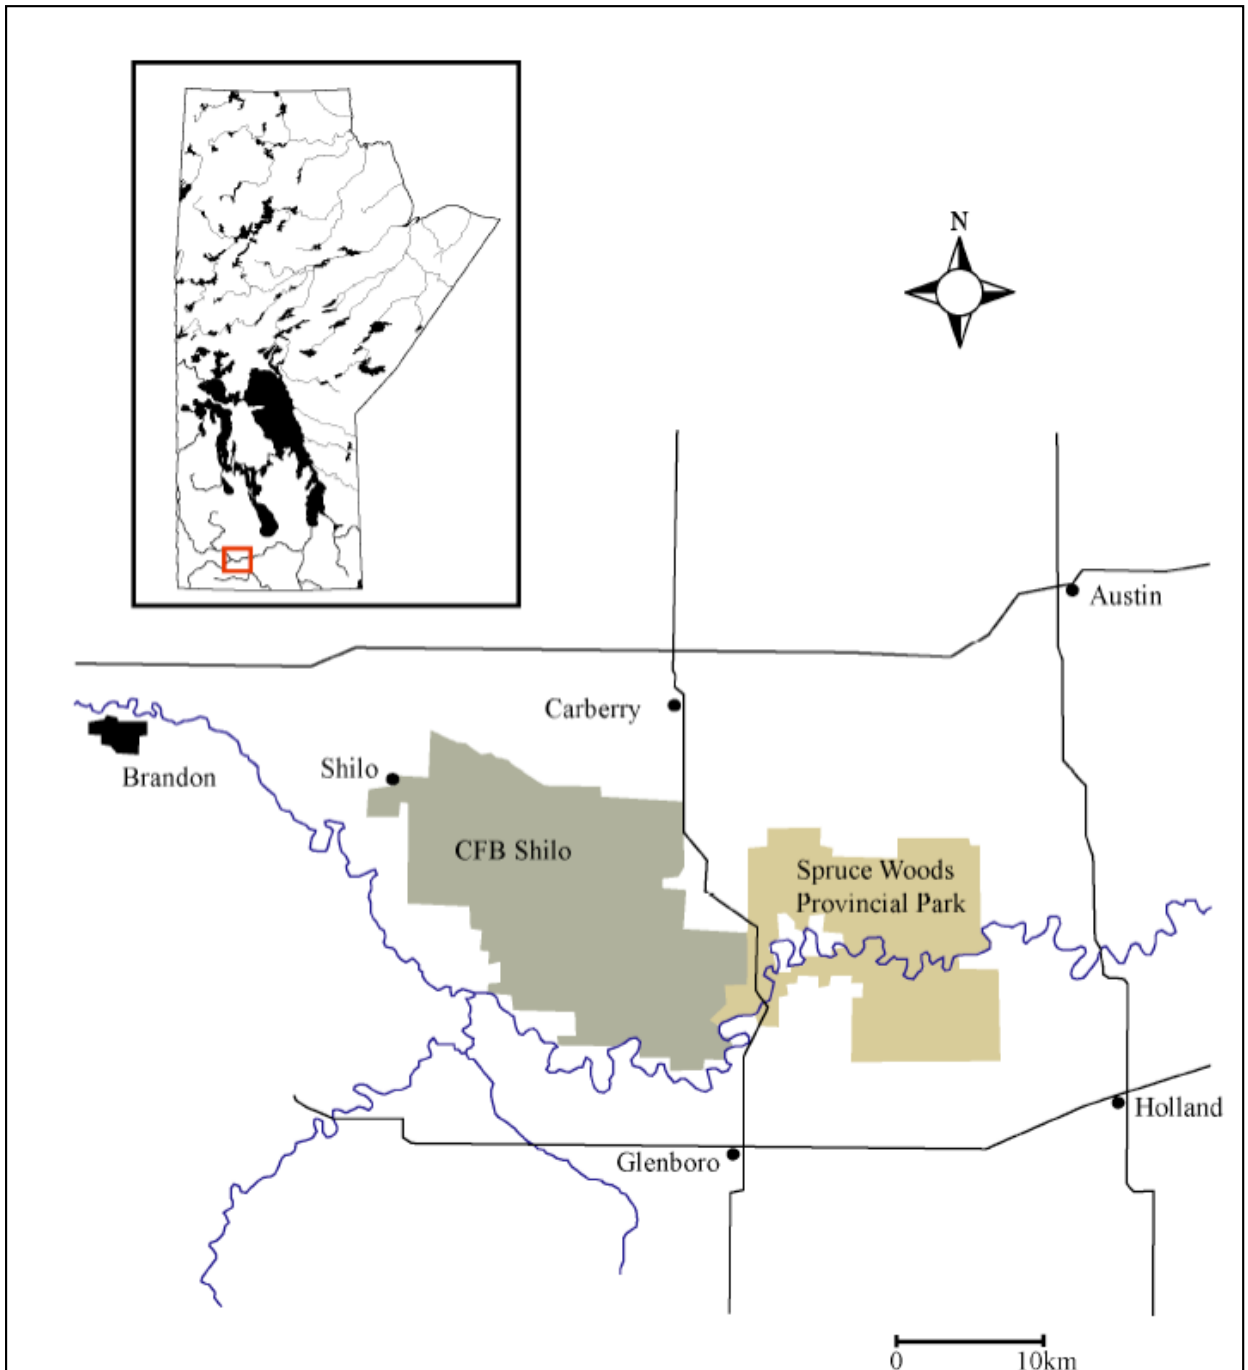 N
Austin
Carberry
Shilo
Brandon
CFB Shilo
Spruce Woods
Provincial Park
Holland
Glenboro
0 10km